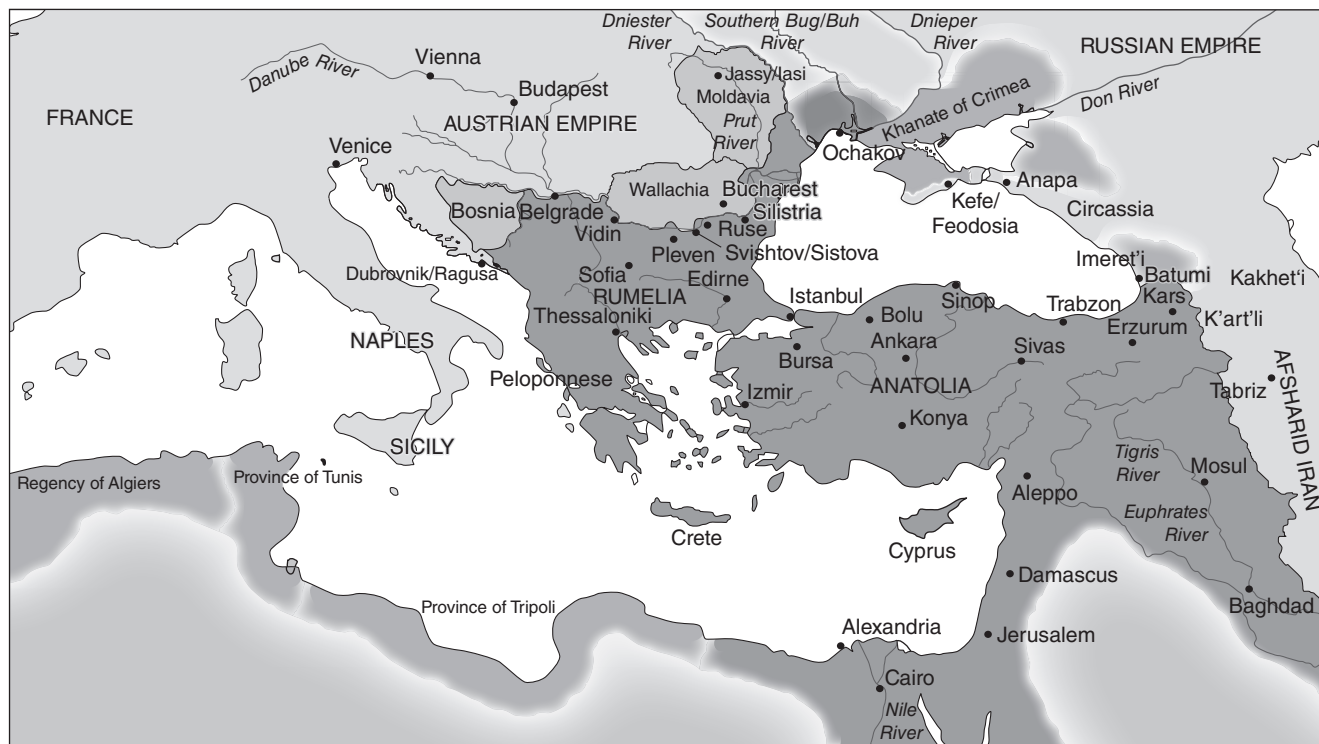 Dniester
River
Southern Bug/Buh
River
Dnieper
River
RUSSIAN EMPIRE
Vienna
Danube River
Jassy/Iasi
Moldavia
Prut
River
Budapest
FRANCE
AUSTRIAN EMPIRE
Khanate of Crimea
Don River
Venice
Ochakov
Wallachia
Bucharest
Anapa
Bosnia
Belgrade
Silistria
Kefe/
Feodosia
Circassia
Vidin
Ruse
Pleven
Svishtov/Sistova
Dubrovnik/Ragusa
Sofia
Edirne
Imeret'i
Batumi
Kakhet'i
RUMELIA
Istanbul
Sinop
Trabzon
Kars
Thessaloniki
Bolu
Erzurum
K'art'li
NAPLES
Ankara
Sivas
Bursa
Peloponnese
Izmir
ANATOLIA
Tabriz
AFSHARID IRAN
Konya
SICILY
Tigris
River
Mosul
Regency of Algiers
Province of Tunis
Aleppo
Euphrates
River
Crete
Cyprus
Damascus
Baghdad
Province of Tripoli
Alexandria
Jerusalem
Cairo
Nile
River